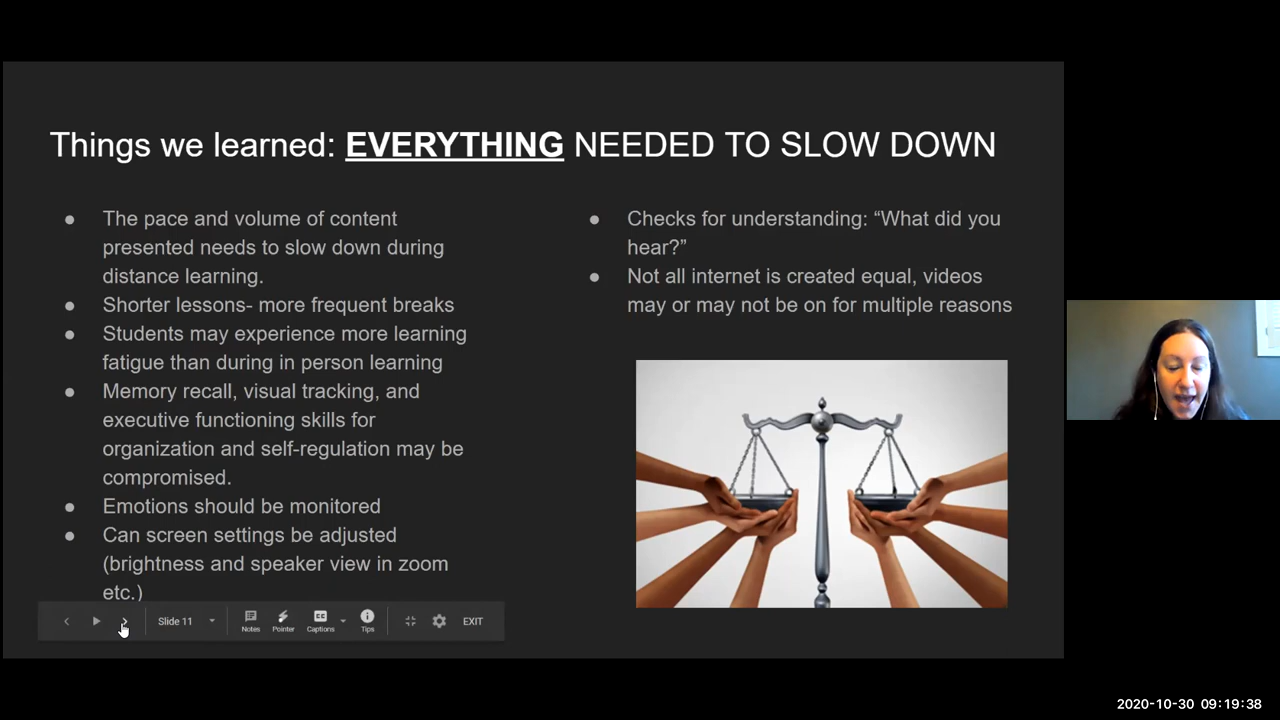 Things we learned: EVERYTHING NEEDED TO SLOW DOWN
● The pace and volume of content
presented needs to slow down during
distance learning.
● Shorter lessons- more frequent breaks
● Students may experience more learning
fatigue than during in person learning
● Memory recall, visual tracking, and
executive functioning skills for
organization and self-regulation may be
compromised.
● Emotions should be monitored
● Can screen settings be adjusted
(brightness and speaker view in zoom
etc.)
● Checks for understanding: “What did you
hear?”
● Not all internet is created equal, videos
may or may not be on for multiple reasons
Slide 11
Notes
Pointer
CC
Captions
Tips
EXIT
2020-10-30 09:19:38